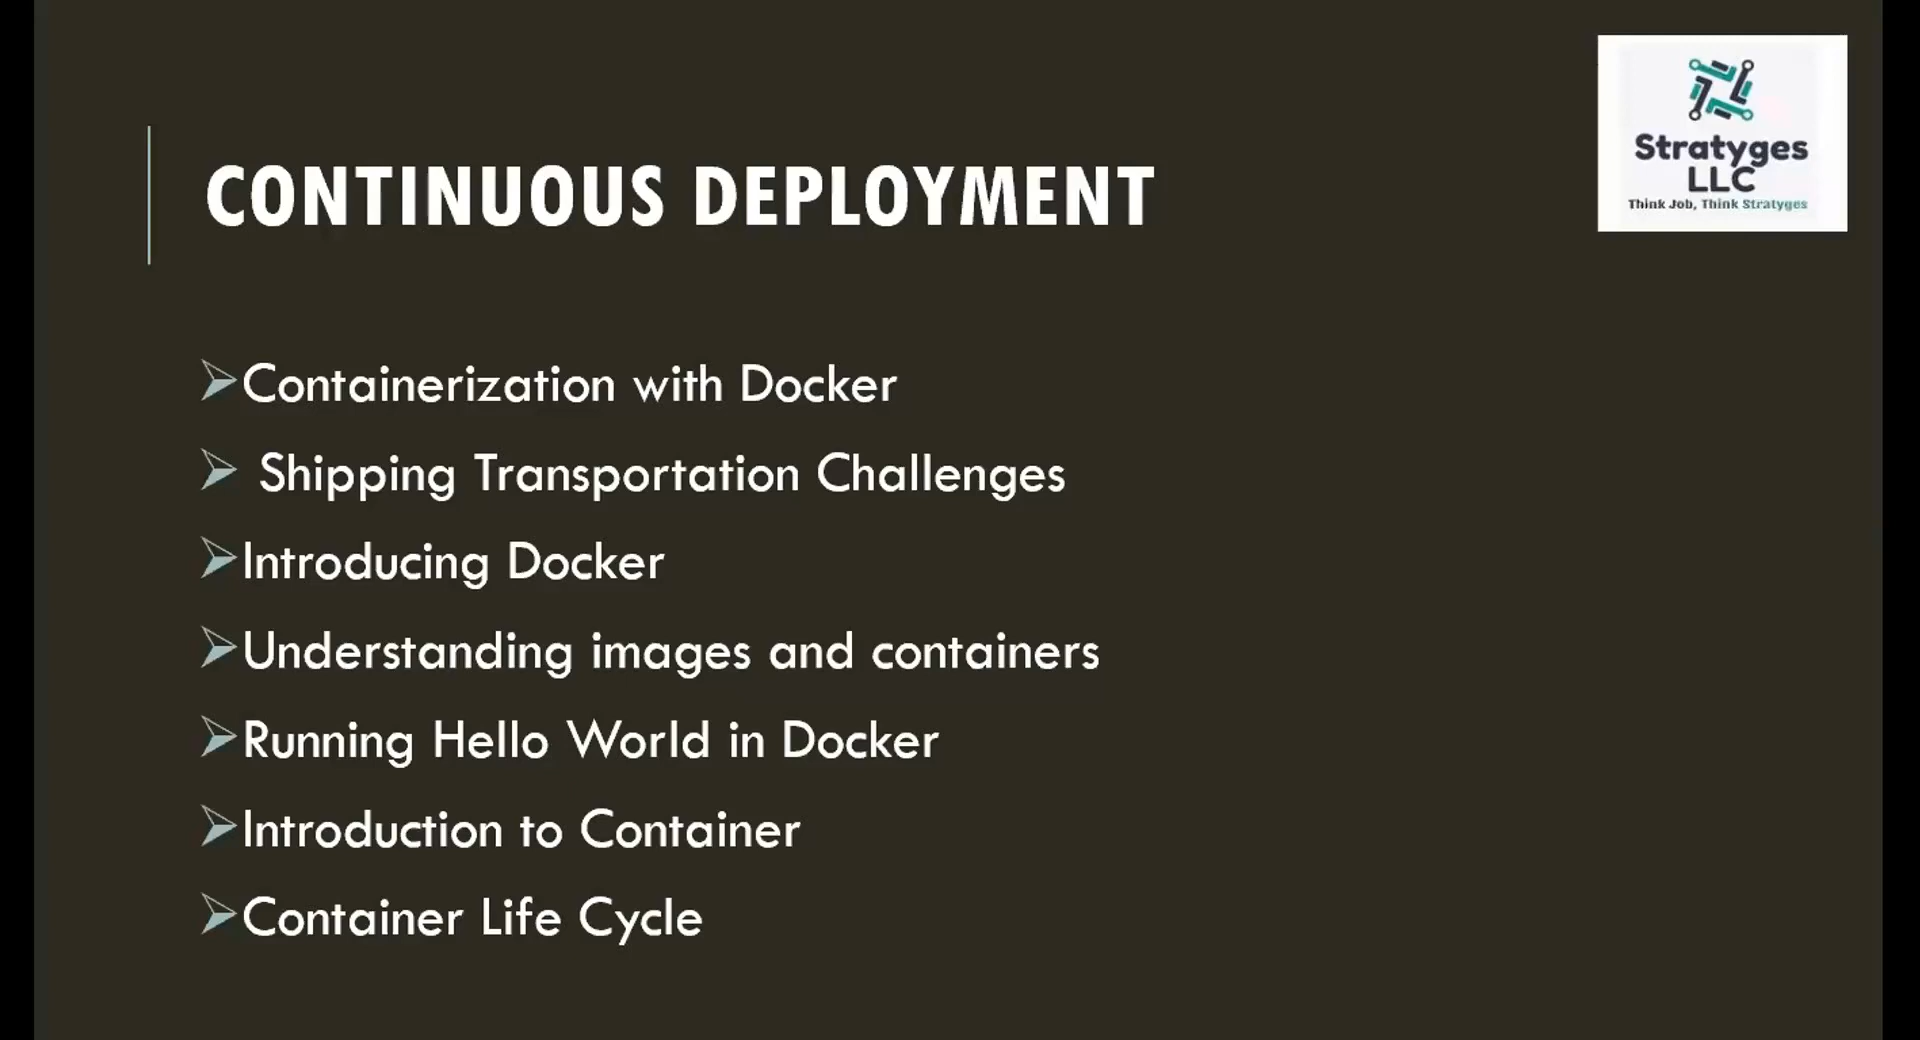 Stratyges
LLC
Think Job, Think Stratyges
CONTINUOUS DEPLOYMENT
Containerization with Docker
Shipping Transportation Challenges
Introducing Docker
Understanding images and containers
Running Hello World in Docker
Introduction to Container
Container Life Cycle